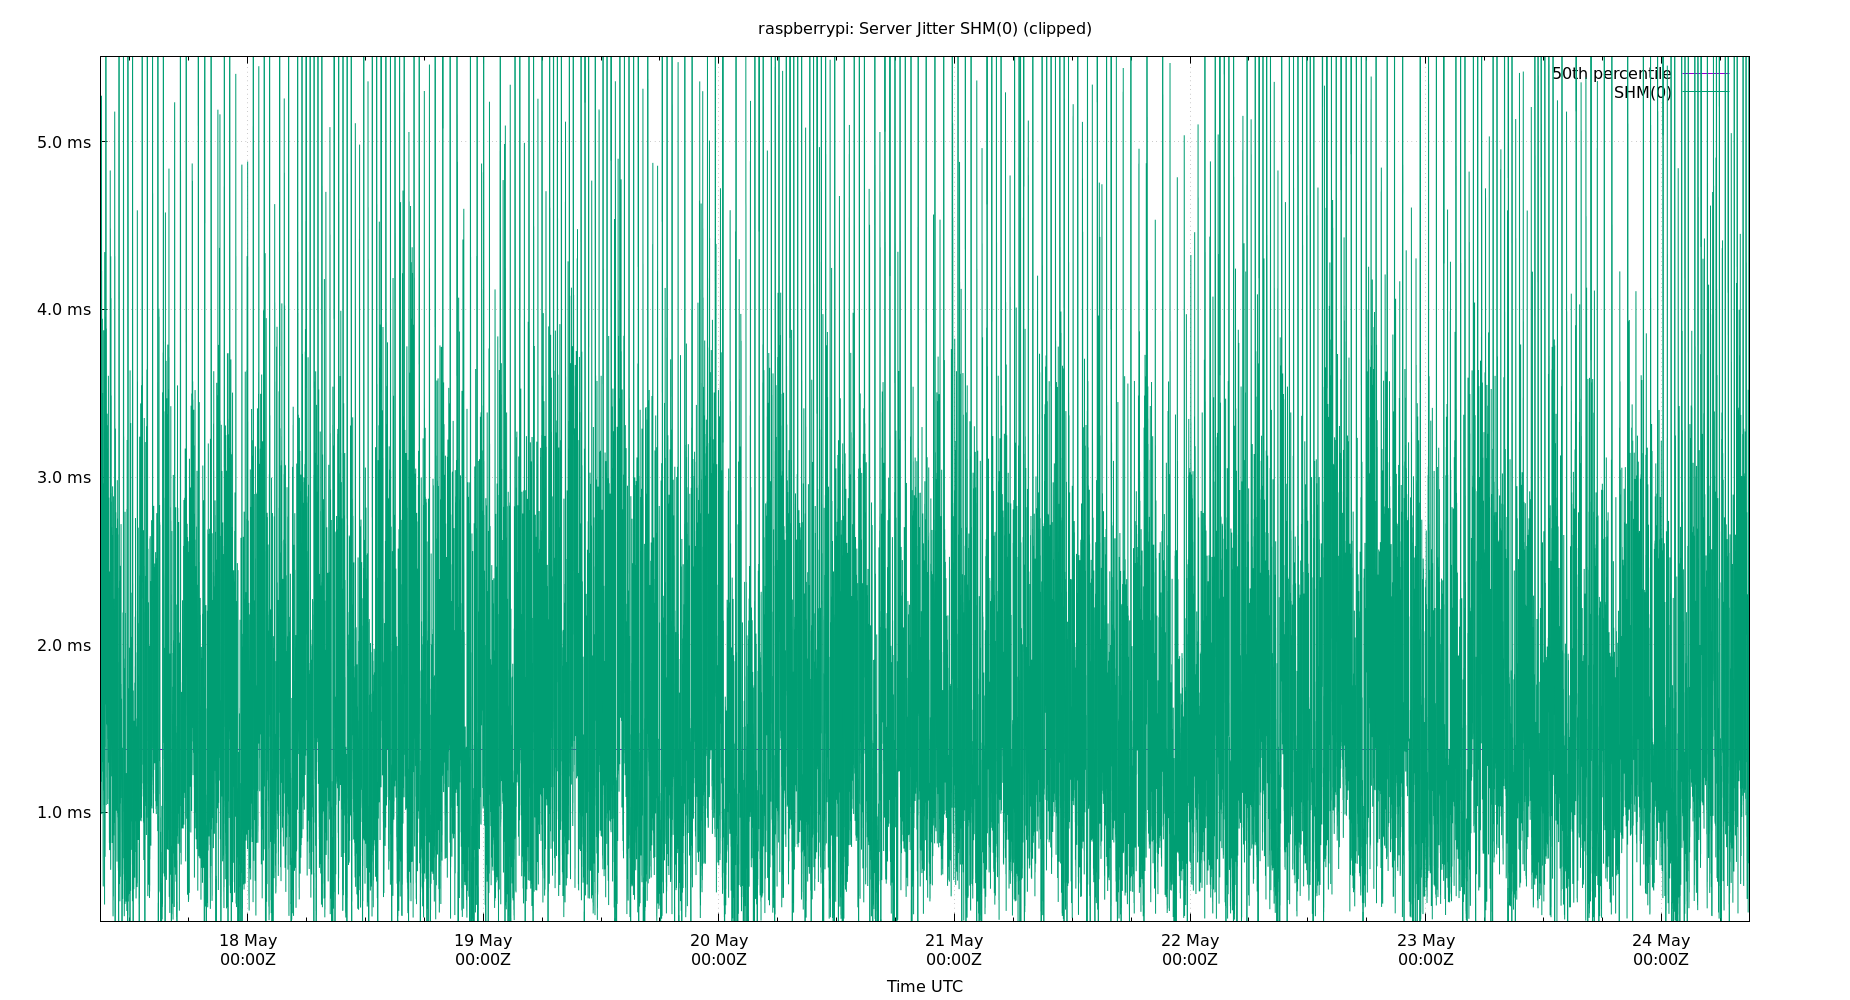 raspberrypi: Server Jitter SHM(0) (clipped)
50th percentile
SHM(0)
5.0 ms
4.0 ms
3.0 ms
2.0 ms
1.0 ms
18 May 19 May 20 May 21 May 22 May 23 May 24 May
00:00Z 00:00Z 00:00Z 00:00Z 00:00Z 00:00Z 00:00Z
Time UTC